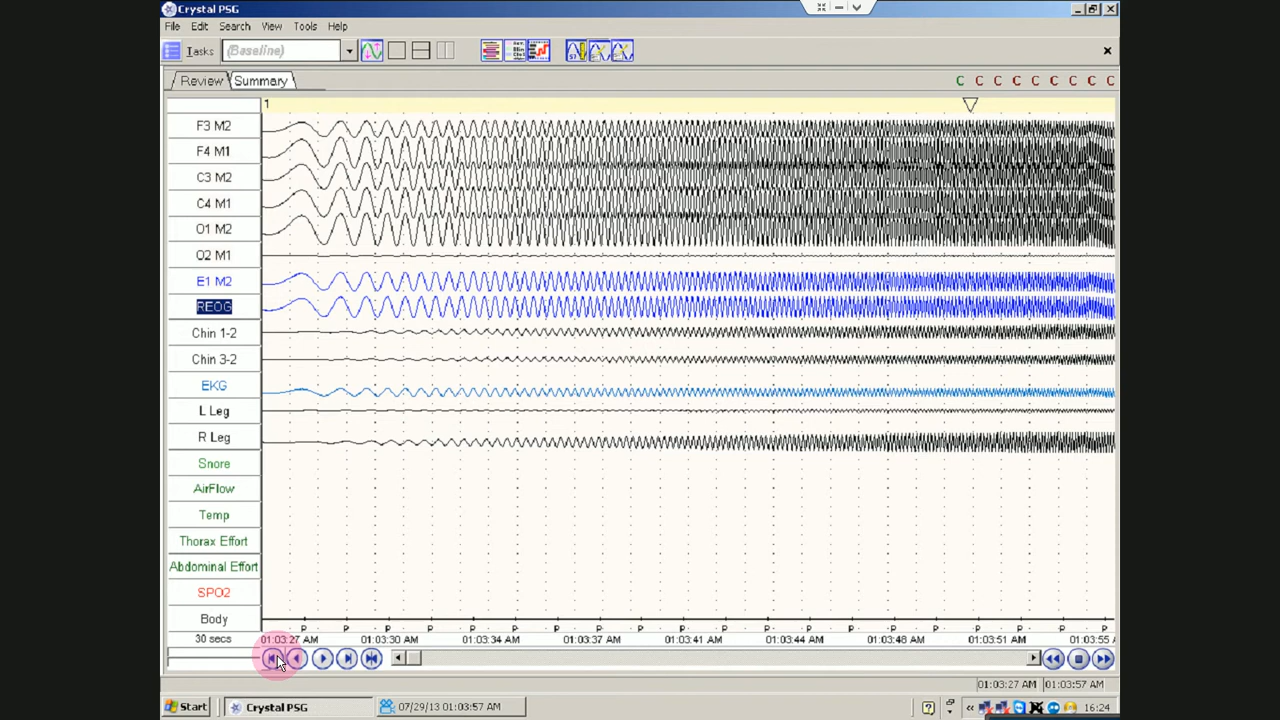 Crystal PSG
File Edit Search View Tools Help
Tasks (Baseline)
Review Summary C C C C C C C C C
1
F3 M2
F4 M1
C3 M2
C4 M1
O1 M2
O2 M1
E1 M2
REOG
Chin 1-2
Chin 3-2
EKG
L Leg
R Leg
Snore
AirFlow
Temp
Thorax Effort
Abdominal Effort
SPO2
Body
P P P P P P P P P P P P P P P P P P P P
30 secs 01:03:27 AM 01:03:30 AM 01:03:34 AM 01:03:37 AM 01:03:41 AM 01:03:44 AM 01:03:48 AM 01:03:51 AM 01:03:55 A
01:03:27 AM 01:03:57 AM
Start Crystal PSG 07/29/13 01:03:57 AM 16:24